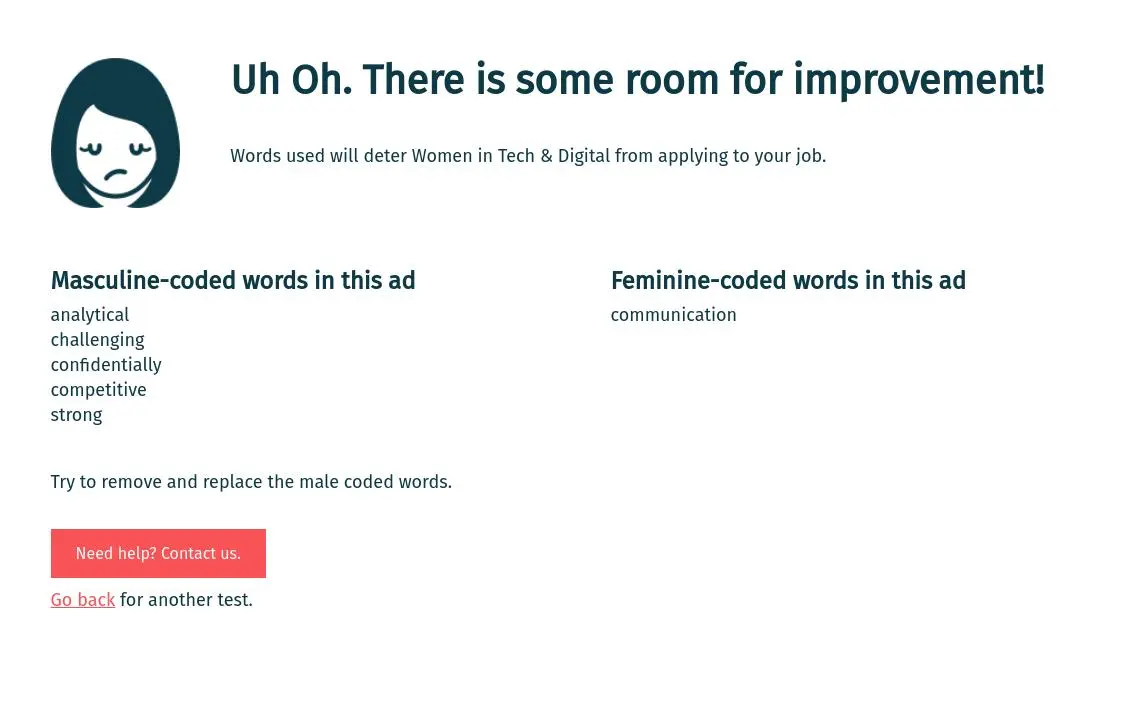 Uh Oh. There is some room for improvement!
Words used will deter Women in Tech & Digital from applying to your job.
Masculine-coded words in this ad
analytical
challenging
confidentially
competitive
strong
Feminine-coded words in this ad
communication
Try to remove and replace the male coded words.
Need help? Contact us.
Go back for another test.